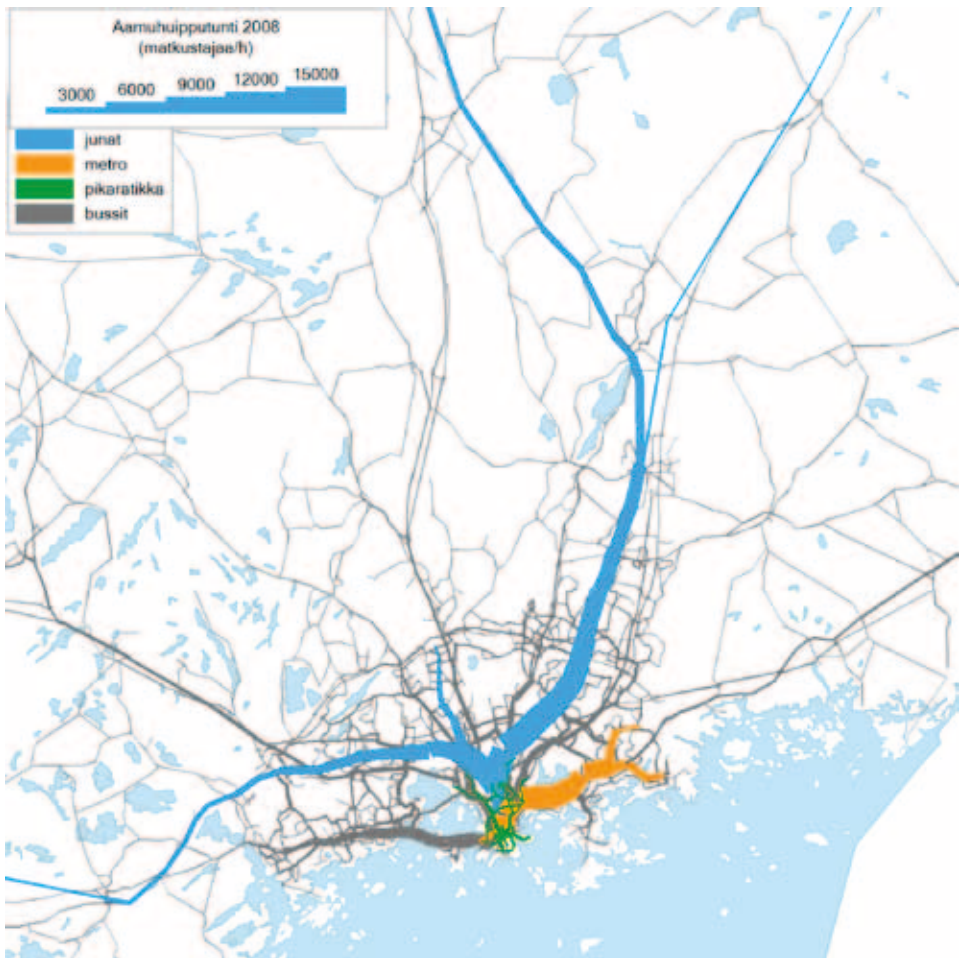 Aamuhuipputunti 2008
(matkustajaa/h)
3000 6000 9000 12000 15000
junat
metro
pikaratikka
bussit